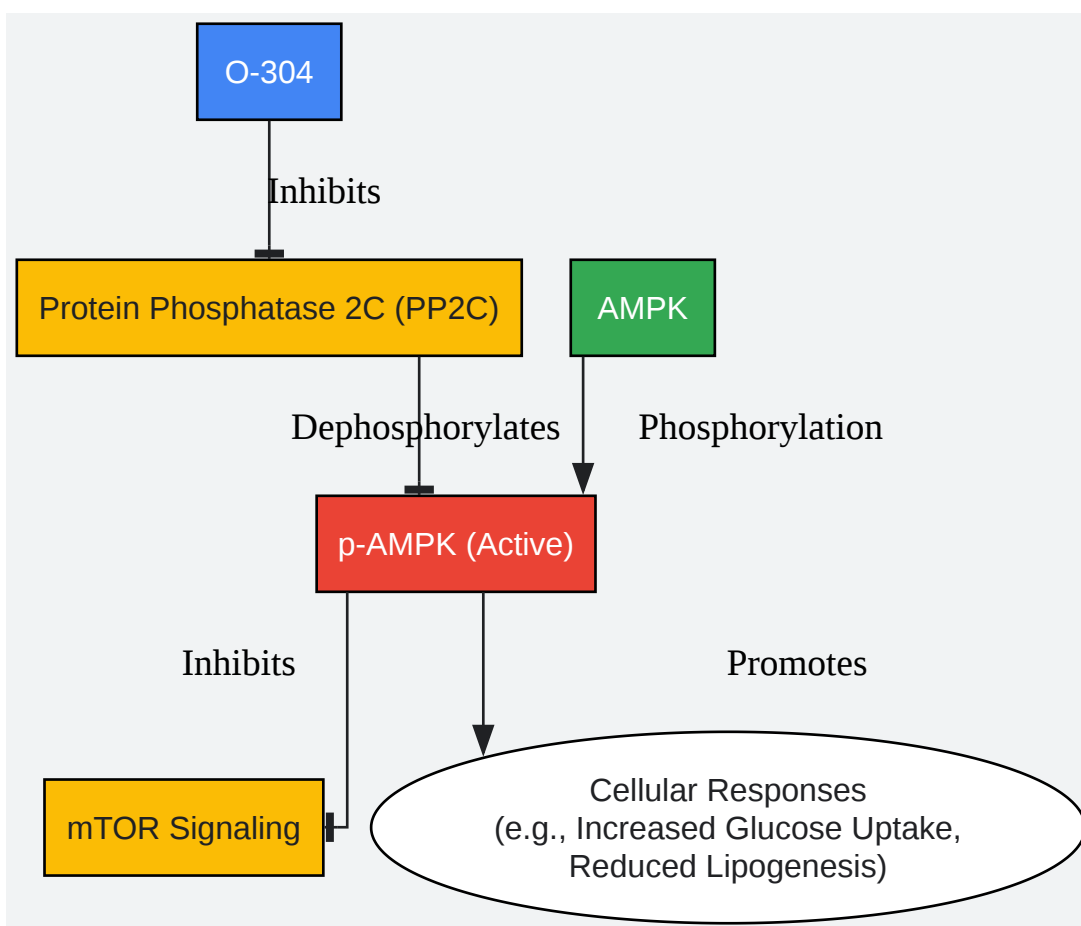 O-304
Inhibits
Protein Phosphatase 2C (PP2C)
AMPK
Dephosphorylates
Phosphorylation
p-AMPK (Active)
Inhibits
Promotes
mTOR Signaling
Cellular Responses
(e.g., Increased Glucose Uptake,
Reduced Lipogenesis)